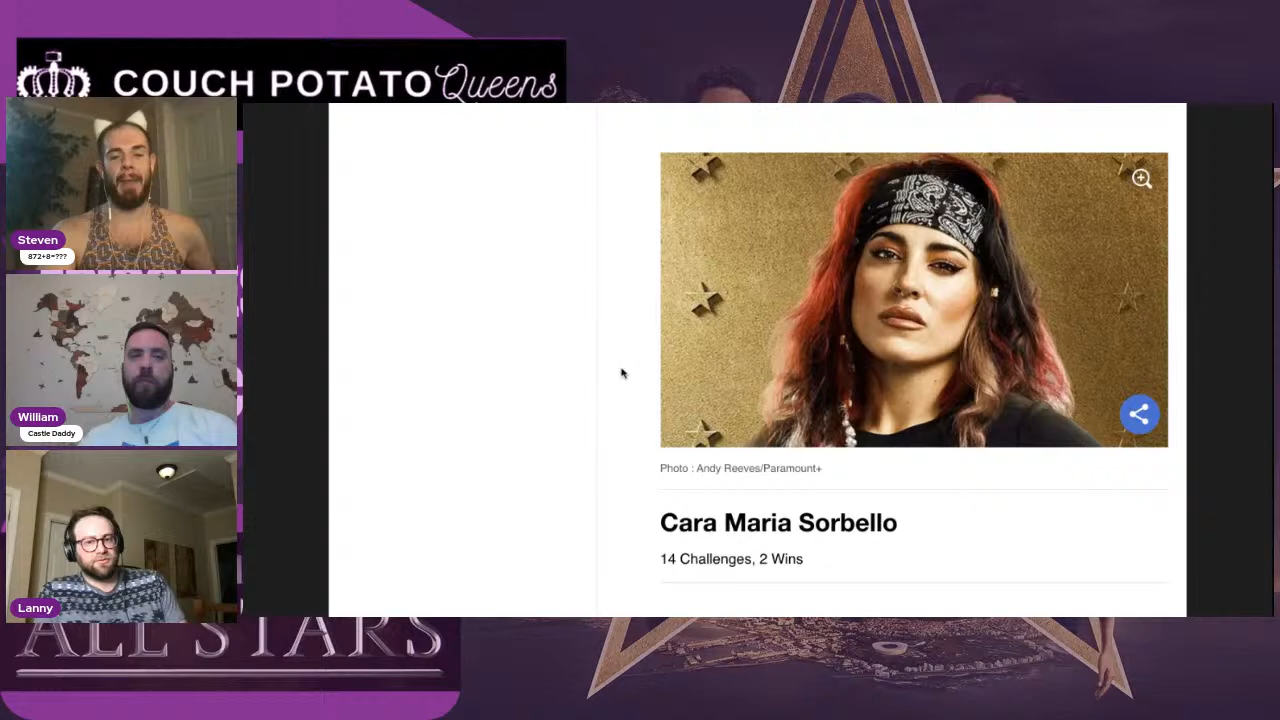 COUCH POTATO Queens
Steven
872+8=???
William
Castle Daddy
Lanny
Photo : Andy Reeves/Paramount+
Cara Maria Sorbello
14 Challenges, 2 Wins
ALL STARS